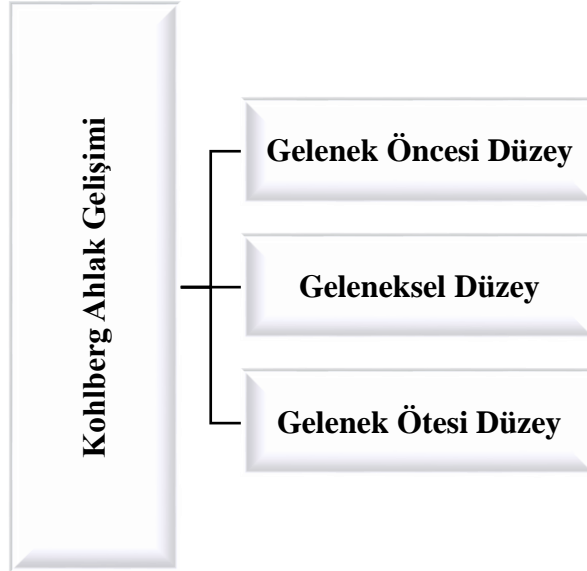 Kohlberg Ahlak Gelişimi
Gelenek Öncesi Düzey
Geleneksel Düzey
Gelenek Ötesi Düzey